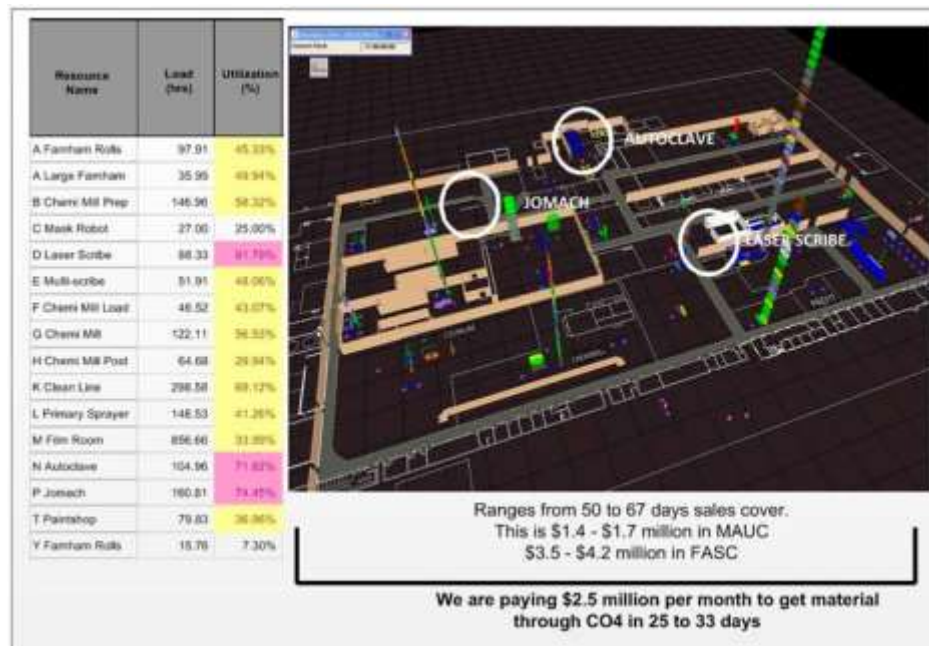 Resource Name Load (hrs) Utilization (%)
A Farnham Rolls 97.91 45.33%
A Large Farnham 35.95 49.94%
B Chemi Mill Prep 146.96 58.32%
C Mask Robot 27.00 25.00%
D Laser Scribe 88.33 81.79%
E Multi-scribe 51.91 48.06%
F Chemi Mill Load 46.52 43.07%
G Chemi Mill 122.11 56.53%
H Chemi Mill Post 64.68 29.94%
K Clean Line 298.58 69.12%
L Primary Sprayer 148.53 41.26%
M Film Room 856.66 33.99%
N Autoclave 104.96 71.82%
P Jomach 160.81 74.45%
T Paintshop 79.83 36.96%
Y Farnham Rolls 15.76 7.30%
AUTOCLAVE
JOMACH
LASER SCRIBE
Ranges from 50 to 67 days sales cover.
This is $1.4 - $1.7 million in MAUC
$3.5 - $4.2 million in FASC
We are paying $2.5 million per month to get material
through CO4 in 25 to 33 days